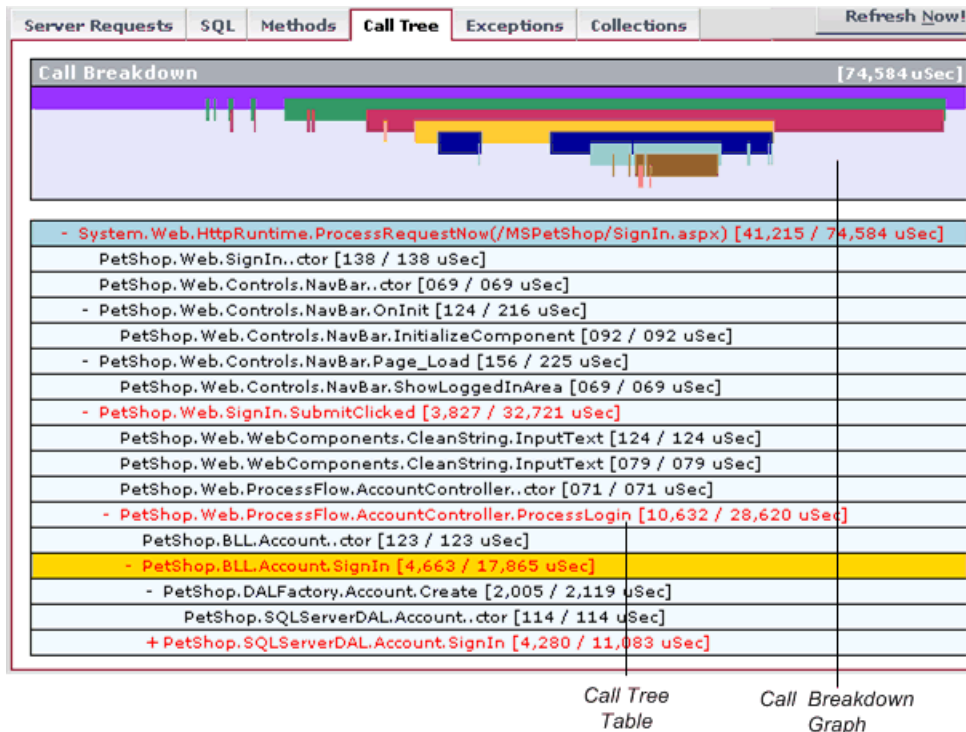 Server Requests SQL Methods Call Tree Exceptions Collections Refresh Now!
Call Breakdown [74,584 uSec]
- System.Web.HttpRuntime.ProcessRequestNow(/MSPetShop/SignIn.aspx) [41,215 / 74,584 uSec]
PetShop.Web.SignIn..ctor [138 / 138 uSec]
PetShop.Web.Controls.NavBar..ctor [069 / 069 uSec]
- PetShop.Web.Controls.NavBar.OnInit [124 / 216 uSec]
PetShop.Web.Controls.NavBar.InitializeComponent [092 / 092 uSec]
- PetShop.Web.Controls.NavBar.Page_Load [156 / 225 uSec]
PetShop.Web.Controls.NavBar.ShowLoggedInArea [069 / 069 uSec]
- PetShop.Web.SignIn.SubmitClicked [3,827 / 32,721 uSec]
PetShop.Web.WebComponents.CleanString.InputText [124 / 124 uSec]
PetShop.Web.WebComponents.CleanString.InputText [079 / 079 uSec]
PetShop.Web.ProcessFlow.AccountController..ctor [071 / 071 uSec]
- PetShop.Web.ProcessFlow.AccountController.ProcessLogin [10,632 / 28,620 uSec]
PetShop.BLL.Account..ctor [123 / 123 uSec]
- PetShop.BLL.Account.SignIn [4,663 / 17,865 uSec]
- PetShop.DALFactory.Account.Create [2,005 / 2,119 uSec]
PetShop.SQLServerDAL.Account..ctor [114 / 114 uSec]
+ PetShop.SQLServerDAL.Account.SignIn [4,280 / 11,083 uSec]
Call Tree
Table
Call Breakdown
Graph